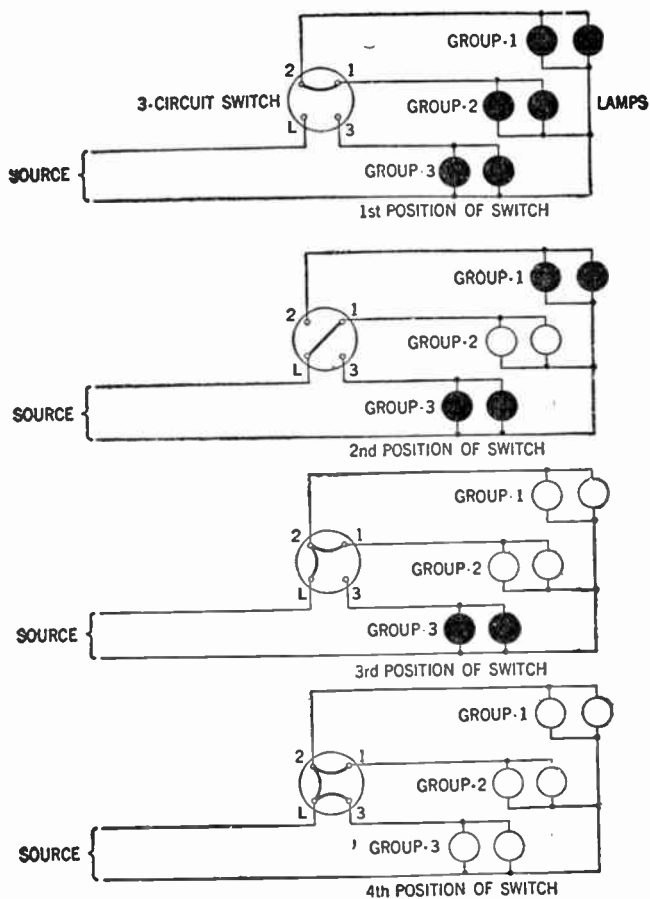 GROUP·1
2 1
3-CIRCUIT SWITCH
GROUP·2
LAMPS
L 3
SOURCE
GROUP·3
1st POSITION OF SWITCH
GROUP·1
2 1
GROUP·2
L 3
SOURCE
GROUP·3
2nd POSITION OF SWITCH
GROUP·1
2 1
GROUP·2
L 3
SOURCE
GROUP·3
3rd POSITION OF SWITCH
GROUP·1
2 1
GROUP·2
L 3
SOURCE
GROUP·3
4th POSITION OF SWITCH